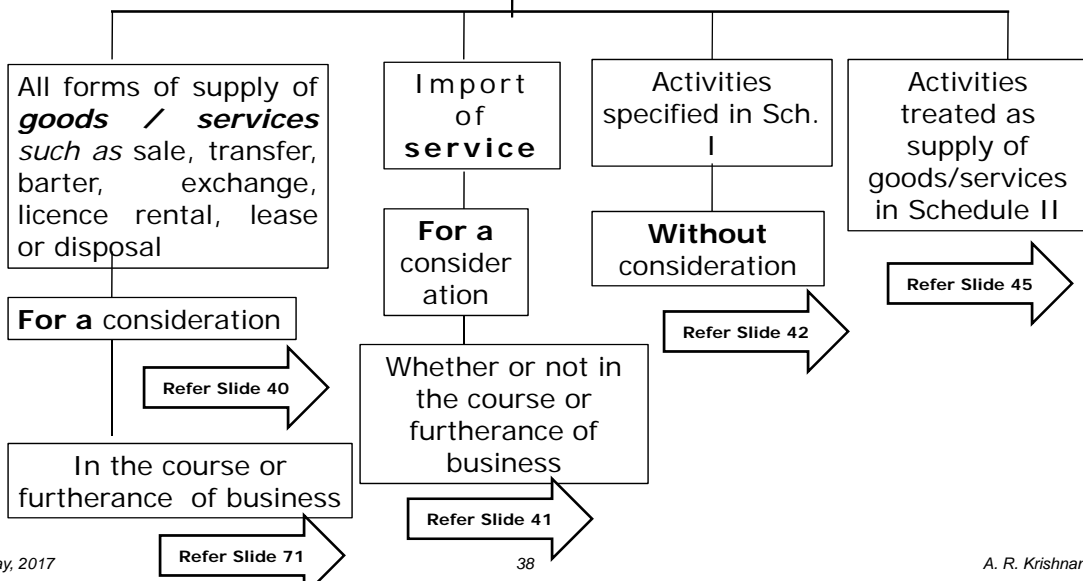 All forms of supply of
goods / services
such as sale, transfer,
barter, exchange,
licence rental, lease
or disposal
For a consideration
Refer Slide 40
In the course or
furtherance of business
Refer Slide 71
Import
of
service
For a
consider
ation
Whether or not in
the course or
furtherance of
business
Refer Slide 41
Activities
specified in Sch.
I
Without
consideration
Refer Slide 42
Activities
treated as
supply of
goods/services
in Schedule II
Refer Slide 45
2017
38
A. R. Krishnan